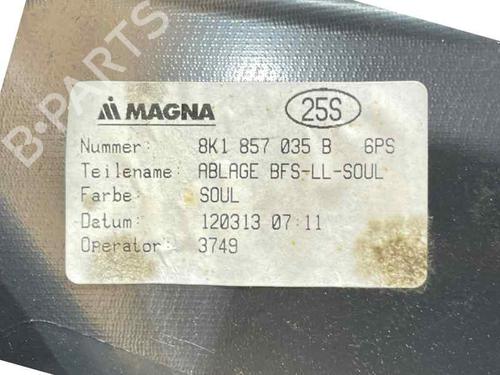 MAGNA 25S
Nummer: 8K1 857 035 B 6PS
Teilename: ABLAGE BFS-LL-SOUL
Farbe: SOUL
Datum: 120313 07:11
Operator: 3749
B-PARTS